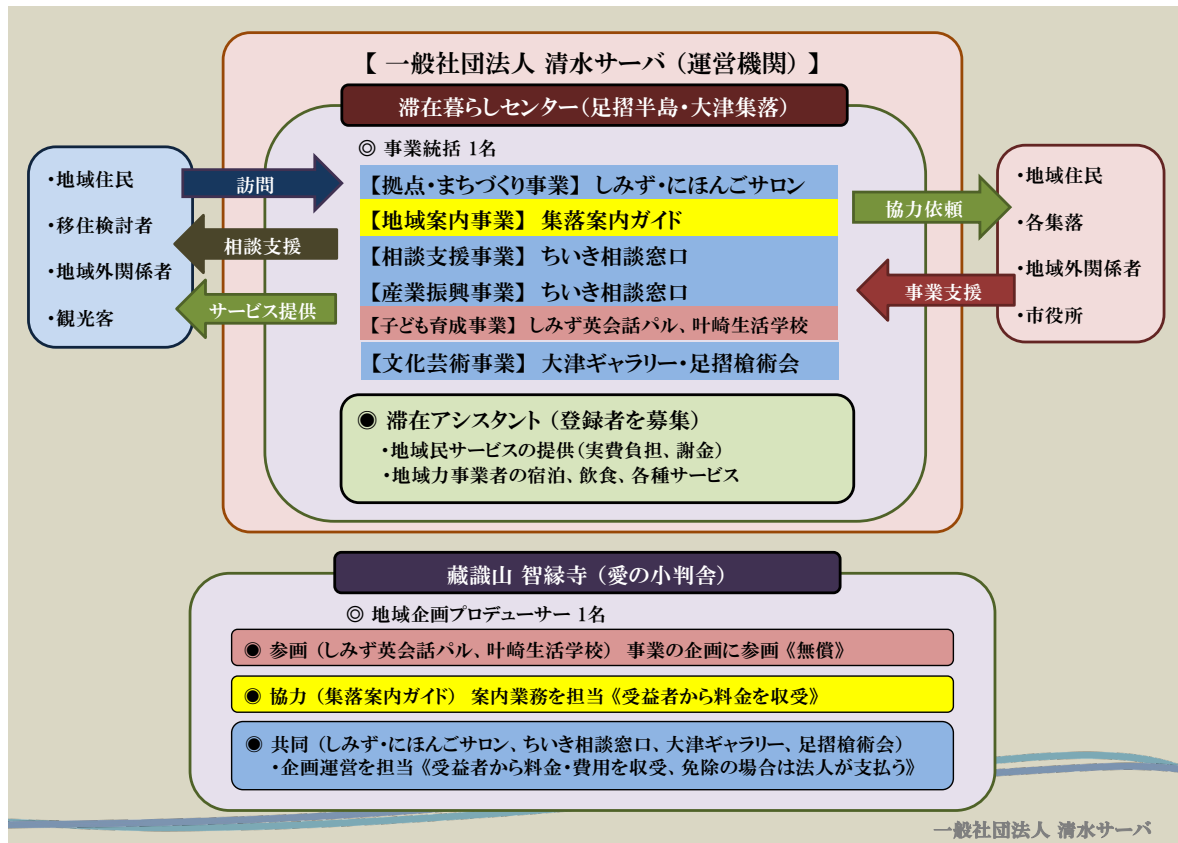 【 一般社団法人 清水サーバ（運営機関）】
滞在暮らしセンター（足摺半島・大津集落）
◎ 事業統括 1名
・地域住民
・移住検討者
・地域外関係者
・観光客
訪問
相談支援
サービス提供
【拠点・まちづくり事業】 しみず・にほんごサロン
【地域案内事業】 集落案内ガイド
【相談支援事業】 ちいき相談窓口
【産業振興事業】 ちいき相談窓口
【子ども育成事業】 しみず英会話パル、叶崎生活学校
【文化芸術事業】 大津ギャラリー・足摺槍術会
協力依頼
事業支援
・地域住民
・各集落
・地域外関係者
・市役所
◉ 滞在アシスタント（登録者を募集）
・地域民サービスの提供（実費負担、謝金）
・地域力事業者の宿泊、飲食、各種サービス
藏識山 智縁寺（愛の小判舎）
◎ 地域企画プロデューサー 1名
◉ 参画（しみず英会話パル、叶崎生活学校） 事業の企画に参画《無償》
◉ 協力（集落案内ガイド） 案内業務を担当《受益者から料金を収受》
◉ 共同（しみず・にほんごサロン、ちいき相談窓口、大津ギャラリー、足摺槍術会）
・企画運営を担当《受益者から料金・費用を収受、免除の場合は法人が支払う》
一般社団法人 清水サーバ